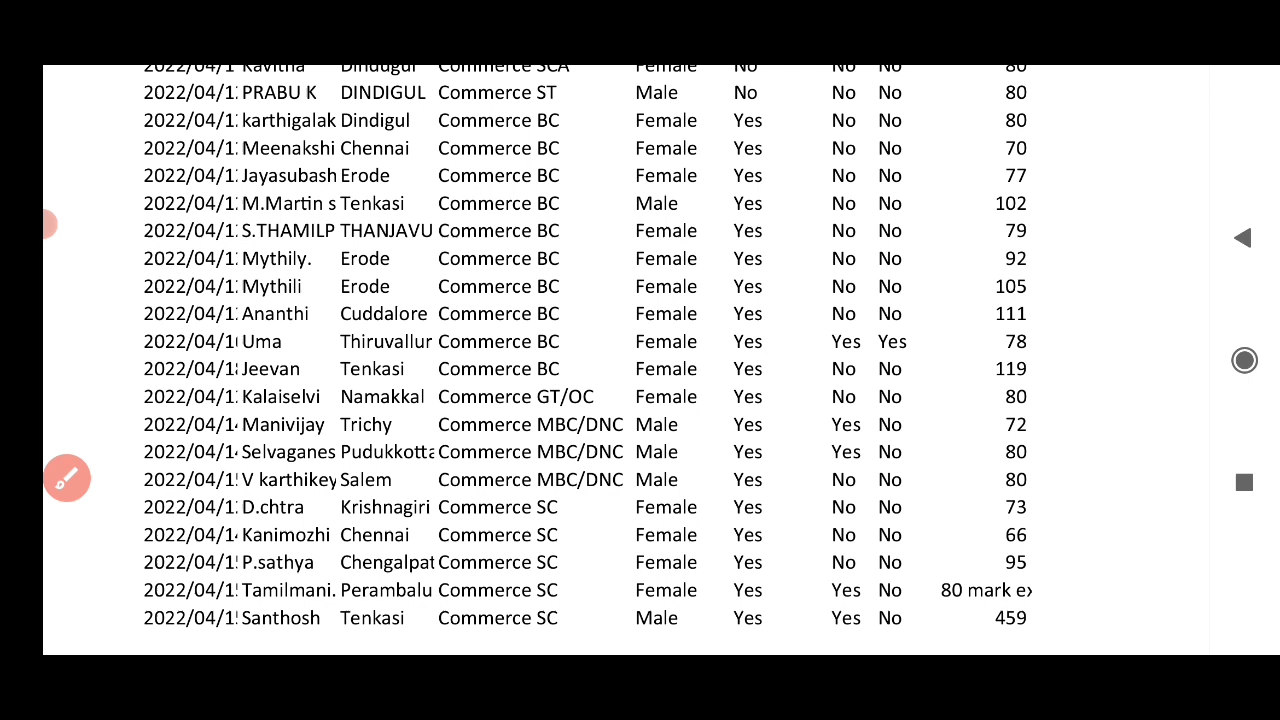 Kavitha Dindugul Commerce SCA Female No No No 80
2022/04/1 PRABU K DINDIGUL Commerce ST Male No No No 80
2022/04/1 karthigalak Dindigul Commerce BC Female Yes No No 80
2022/04/1 Meenakshi Chennai Commerce BC Female Yes No No 70
2022/04/1 Jayasubash Erode Commerce BC Female Yes No No 77
2022/04/1 M.Martin s Tenkasi Commerce BC Male Yes No No 102
2022/04/1 S.THAMILP THANJAVU Commerce BC Female Yes No No 79
2022/04/1 Mythily. Erode Commerce BC Female Yes No No 92
2022/04/1 Mythili Erode Commerce BC Female Yes No No 105
2022/04/1 Ananthi Cuddalore Commerce BC Female Yes No No 111
2022/04/1 Uma Thiruvallur Commerce BC Female Yes Yes Yes 78
2022/04/1 Jeevan Tenkasi Commerce BC Female Yes No No 119
2022/04/1 Kalaiselvi Namakkal Commerce GT/OC Female Yes No No 80
2022/04/1 Manivijay Trichy Commerce MBC/DNC Male Yes Yes No 72
2022/04/1 Selvaganes Pudukkotta Commerce MBC/DNC Male Yes Yes No 80
2022/04/1 V karthikey Salem Commerce MBC/DNC Male Yes No No 80
2022/04/1 D.chtra Krishnagiri Commerce SC Female Yes No No 73
2022/04/1 Kanimozhi Chennai Commerce SC Female Yes No No 66
2022/04/1 P.sathya Chengalpat Commerce SC Female Yes No No 95
2022/04/1 Tamilmani. Perambalu Commerce SC Female Yes Yes No 80 mark ex
2022/04/1 Santhosh Tenkasi Commerce SC Male Yes Yes No 459